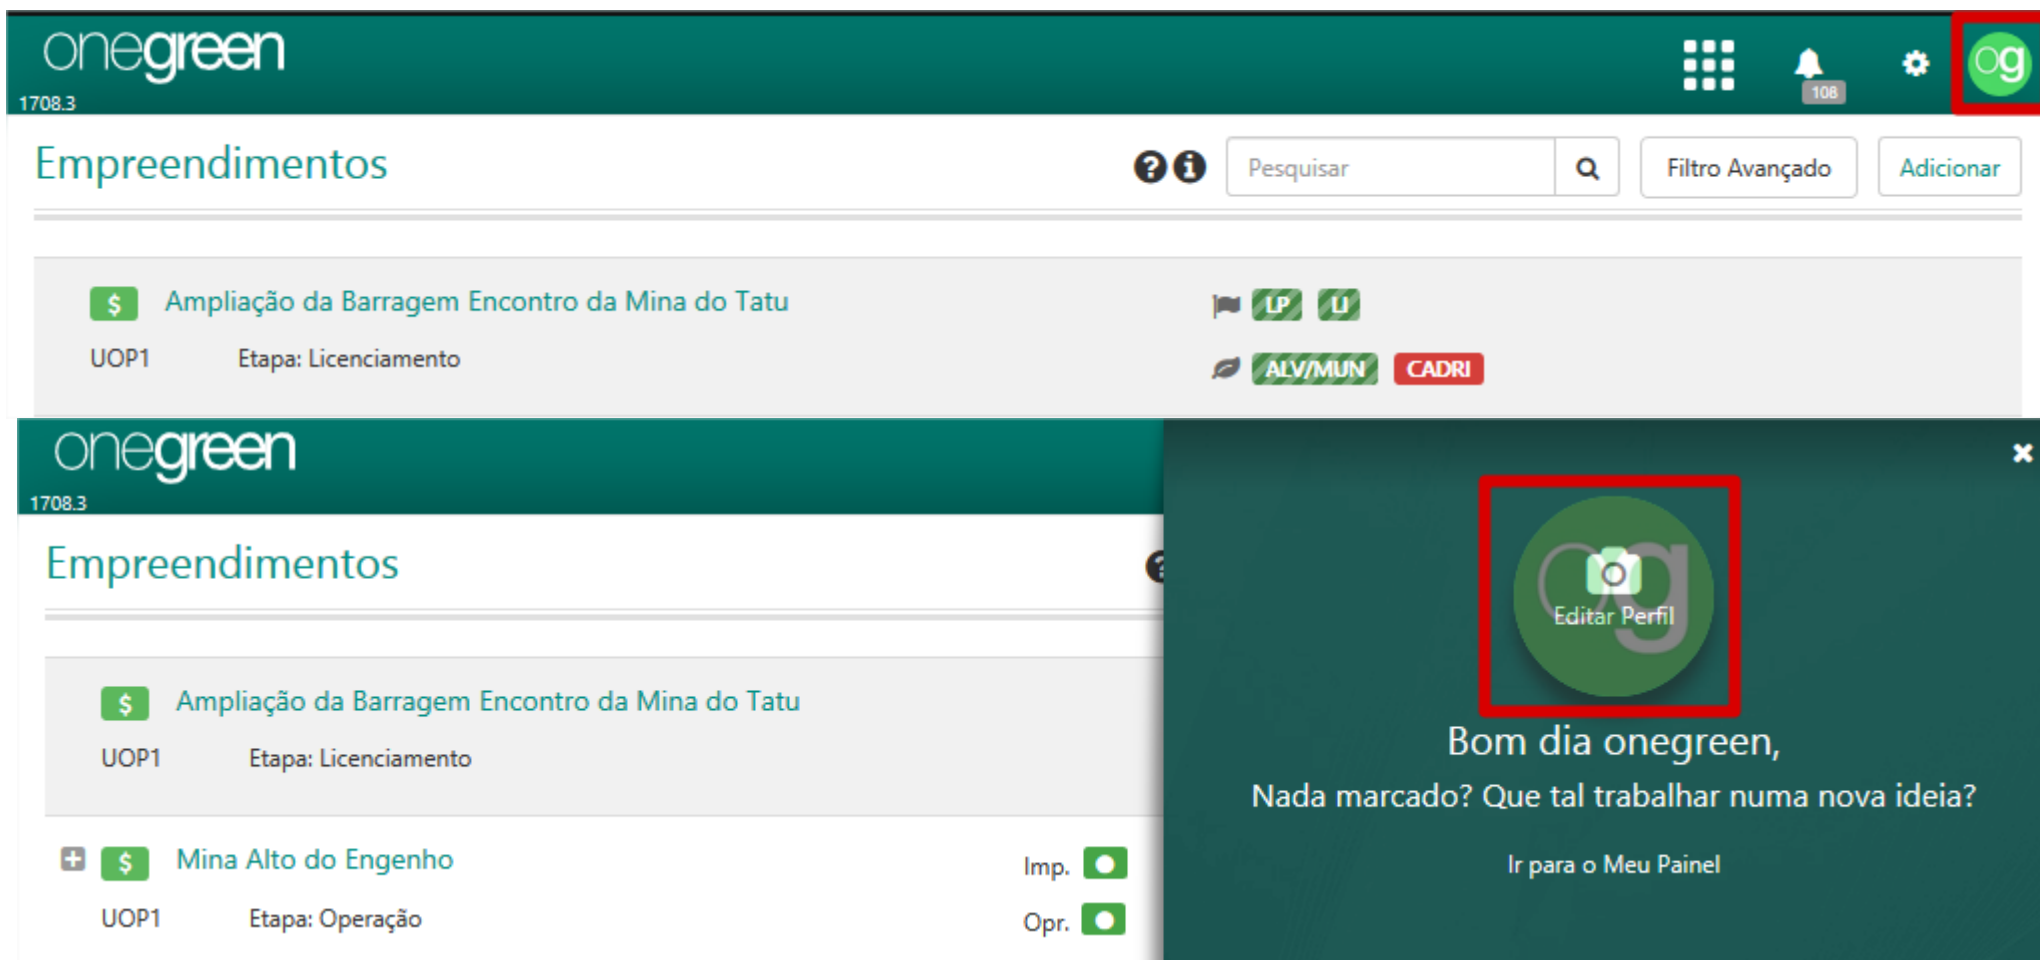 onegreen
1708.3
108
og
Empreendimentos
Pesquisar
Filtro Avançado
Adicionar
$ Ampliação da Barragem Encontro da Mina do Tatu
LP LI
UOP1 Etapa: Licenciamento
ALV/MUN CADRI
onegreen
1708.3
Empreendimentos
$ Ampliação da Barragem Encontro da Mina do Tatu
UOP1 Etapa: Licenciamento
$ Mina Alto do Engenho
Imp.
UOP1 Etapa: Operação
Opr.
og
Editar Perfil
Bom dia onegreen,
Nada marcado? Que tal trabalhar numa nova ideia?
Ir para o Meu Painel